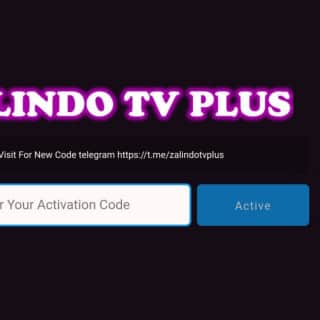 LINDO TV PLUS
Visit For New Code telegram https://t.me/zalindotvplus
r Your Activation Code
Active